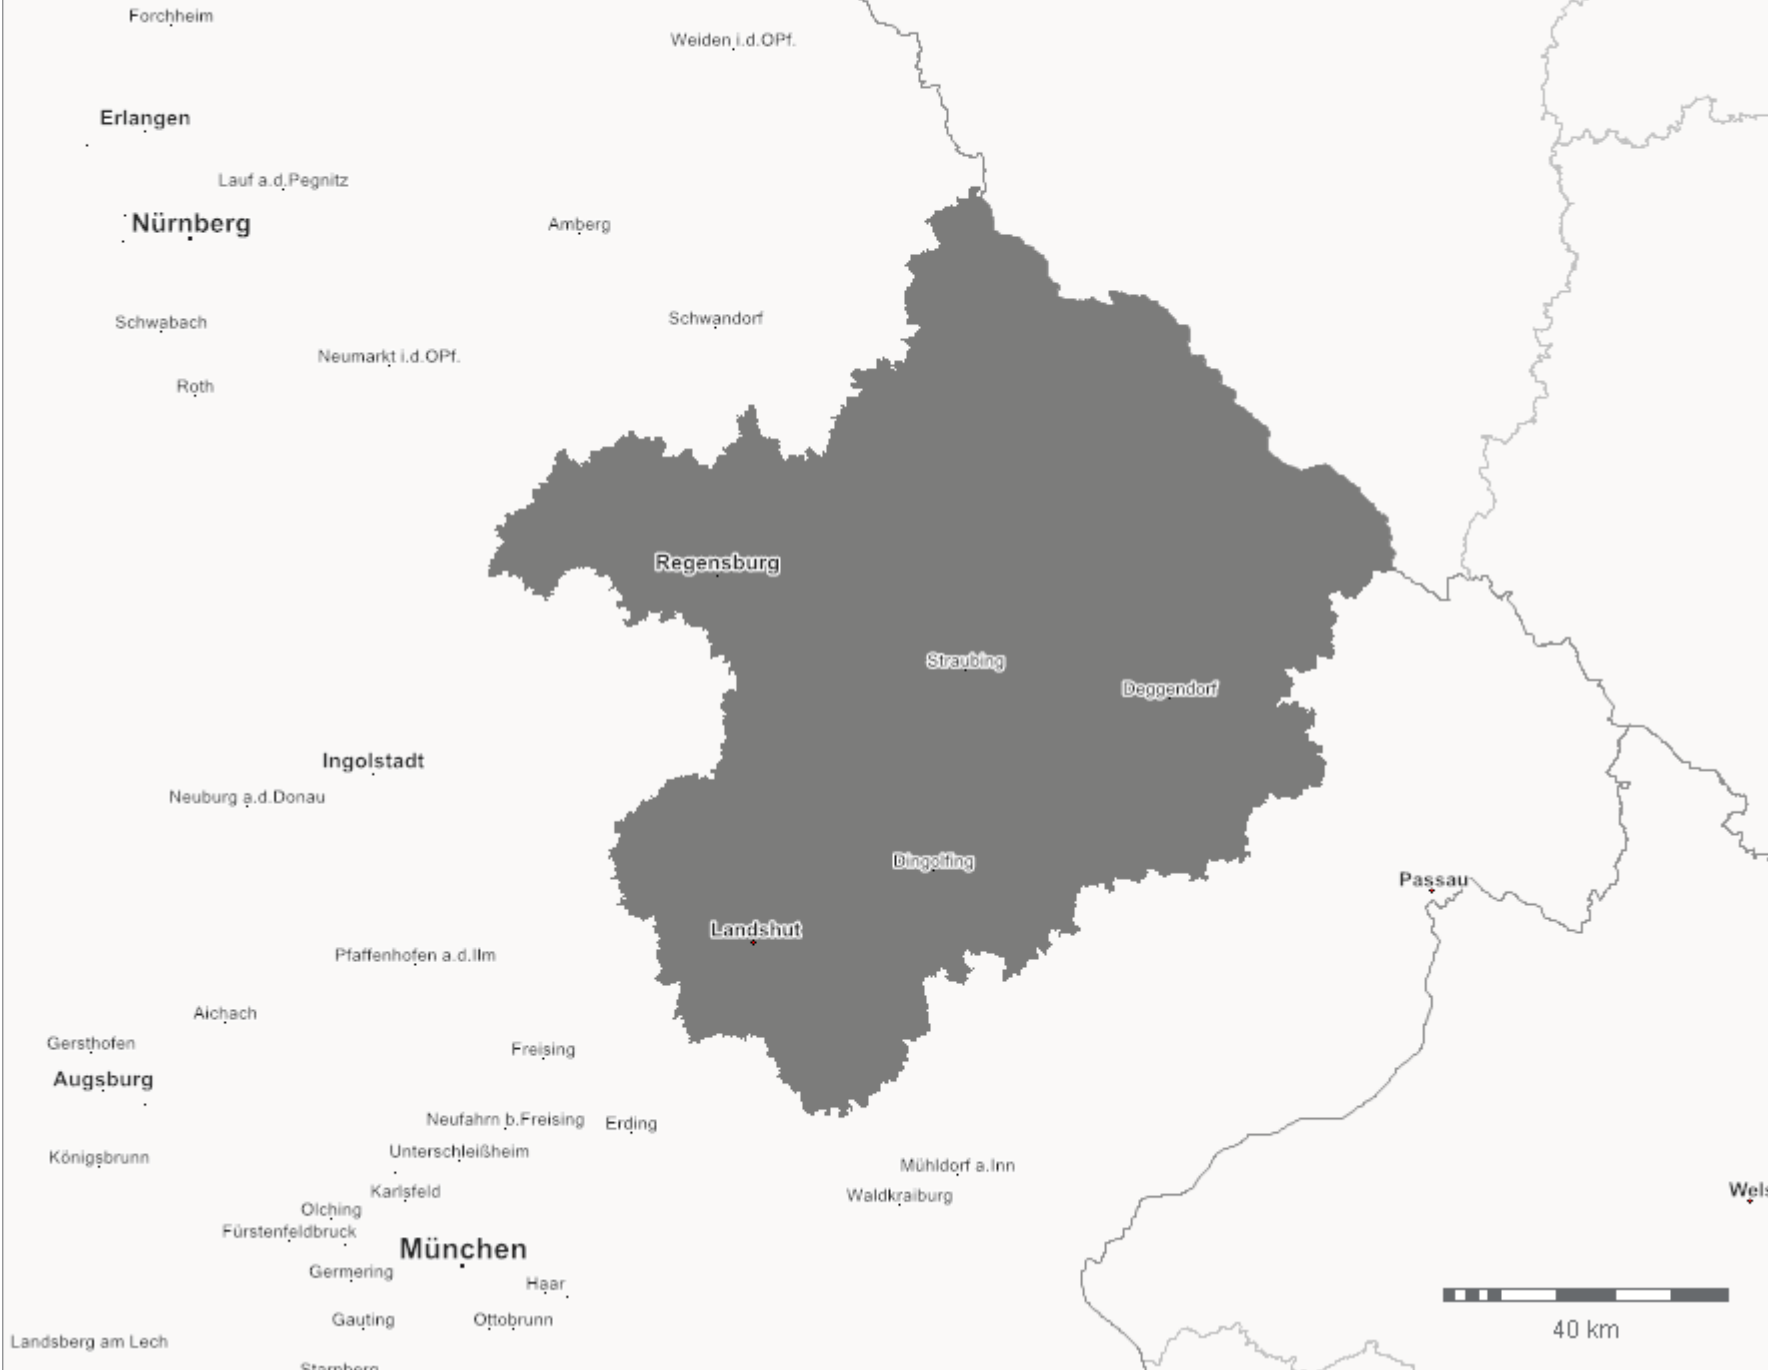 Forchheim
Weiden i.d.OPf.
Erlangen
Lauf a.d.Pegnitz
Nürnberg
Amberg
Schwabach
Schwandorf
Neumarkt i.d.OPf.
Roth
Regensburg
Straubing
Deggendorf
Ingolstadt
Neuburg a.d.Donau
Dingolfing
Passau
Landshut
Pfaffenhofen a.d.Ilm
Aichach
Gersthofen
Freising
Augsburg
Neufahrn b.Freising
Erding
Unterschleißheim
Königsbrunn
Mühldorf a.Inn
Karlsfeld
Waldkraiburg
Wels
Olching
Fürstenfeldbruck
München
Germering
Haar
Gauting
Ottobrunn
40 km
Landsberg am Lech
Starnberg